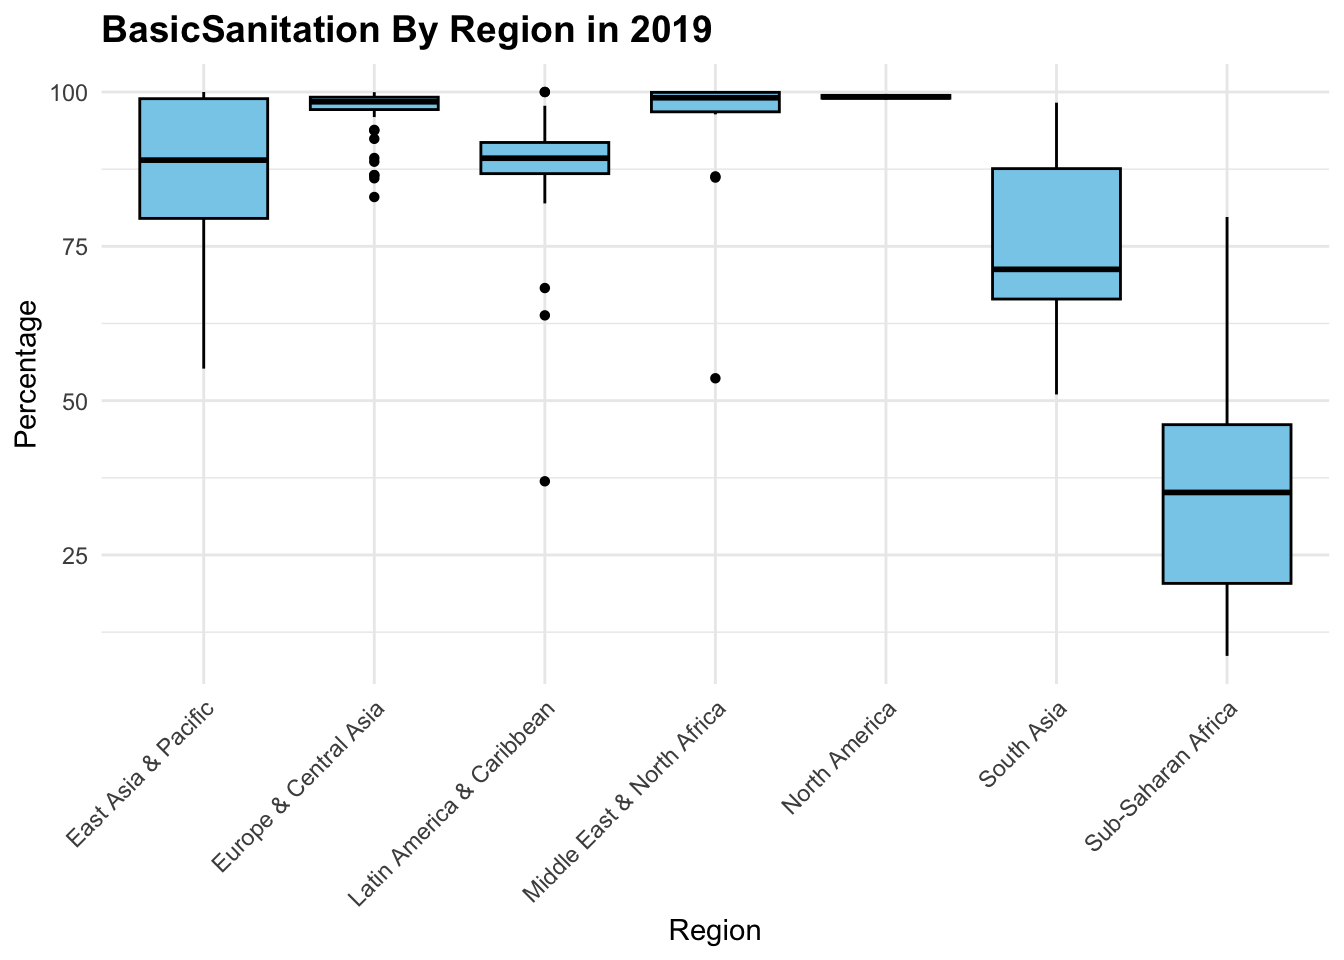 BasicSanitation By Region in 2019
Percentage
100
75
50
25
East Asia & Pacific
Europe & Central Asia
Latin America & Caribbean
Middle East & North Africa
North America
South Asia
Sub-Saharan Africa
Region